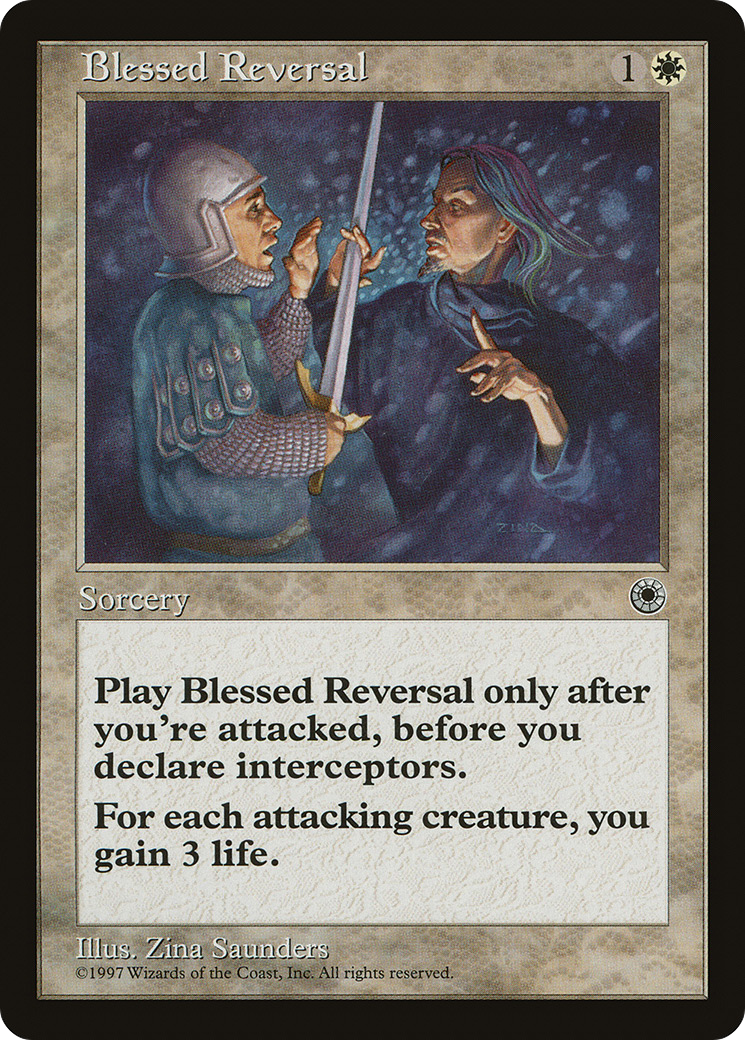 Blessed Reversal
1
ZINA
Sorcery
Play Blessed Reversal only after
you're attacked, before you
declare interceptors.
For each attacking creature, you
gain 3 life.
Illus. Zina Saunders
©1997 Wizards of the Coast, Inc. All rights reserved.